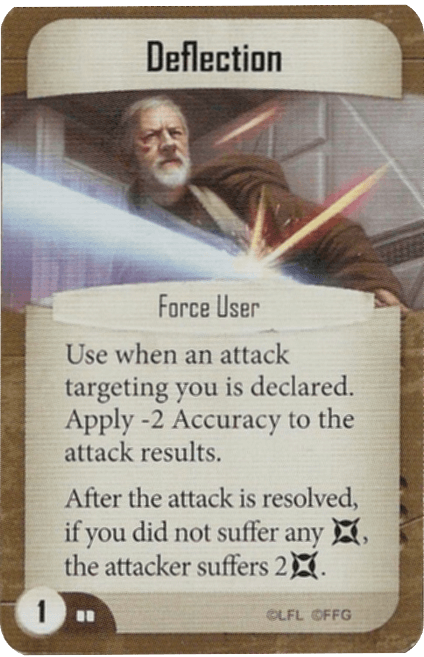 Deflection
Force User
Use when an attack
targeting you is declared.
Apply -2 Accuracy to the
attack results.
After the attack is resolved,
if you did not suffer any ,
the attacker suffers 2 .
1
©LFL ©FFG